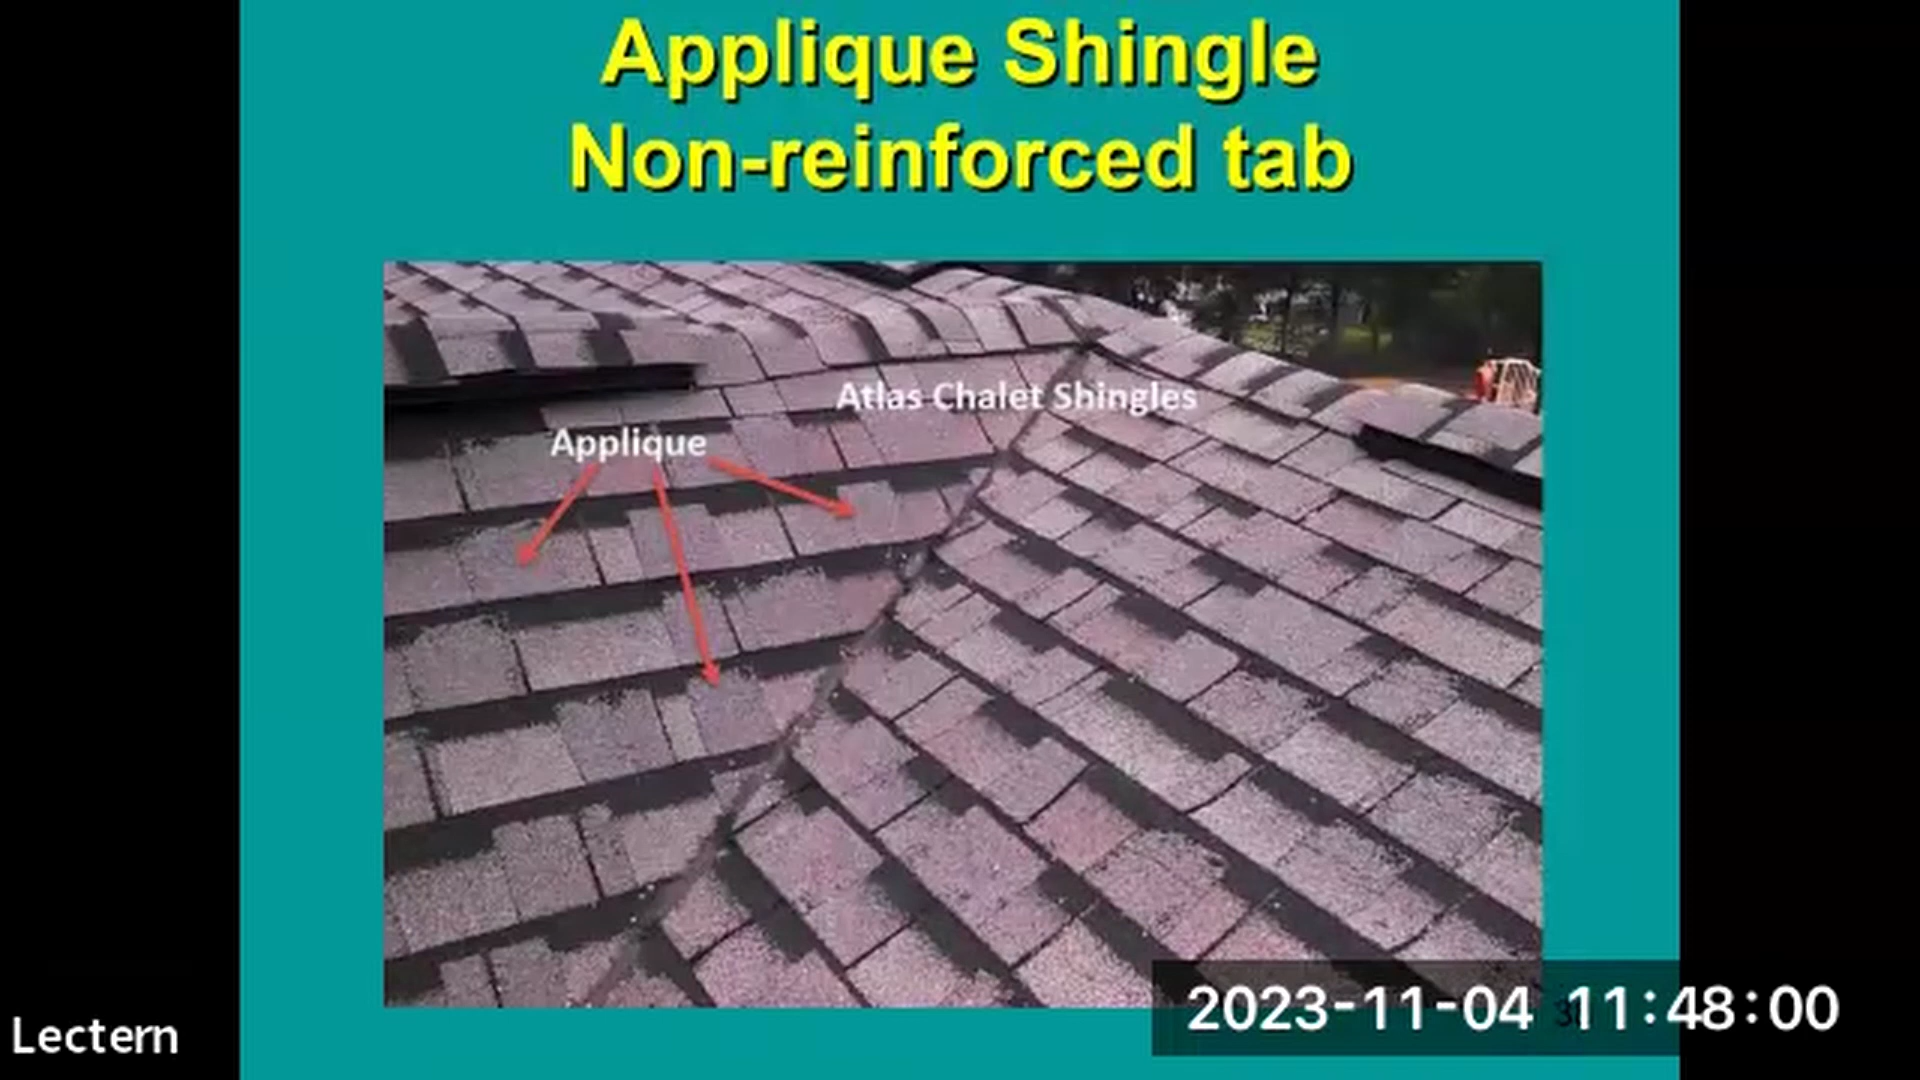 Applique Shingle
Non-reinforced tab
Atlas Chalet Shingles
Applique
Lectern
2023-11-04 11:48:00